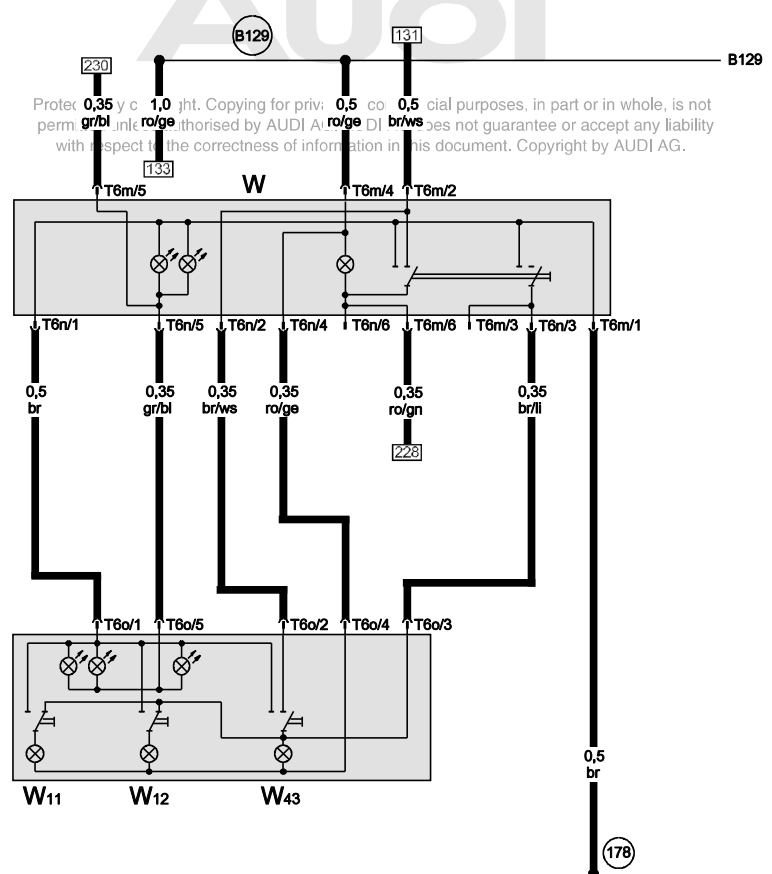 AUDI
B129
131
B129
230
Protec y c ght. Copying for priva co cial purposes, in part or in whole, is not
0,35 1,0 0,5 0,5
gr/bl ro/ge ro/ge br/ws
perm unle uthorised by AUDI A DI oes not guarantee or accept any liability
with respect to the correctness of information in this document. Copyright by AUDI AG.
133
T6m/5 W T6m/4 T6m/2
T6n/1 T6n/5 T6n/2 T6n/4 T6n/6 T6m/6 T6m/3 T6n/3 T6m/1
0,5 0,35 0,35 0,35 0,35 0,35
br gr/bl br/ws ro/ge ro/gn br/li
228
T6o/1 T6o/5 T6o/2 T6o/4 T6o/3
0,5
br
W11 W12 W43
178